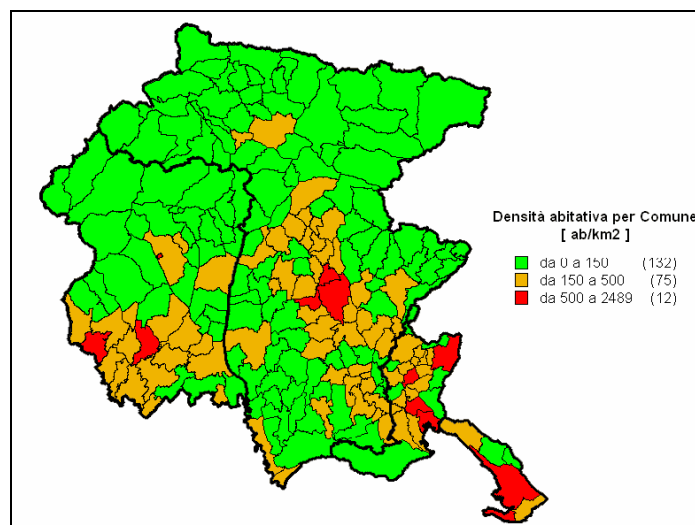 Densità abitativa per Comune
[ ab/km2 ]
da 0 a 150 (132)
da 150 a 500 (75)
da 500 a 2489 (12)